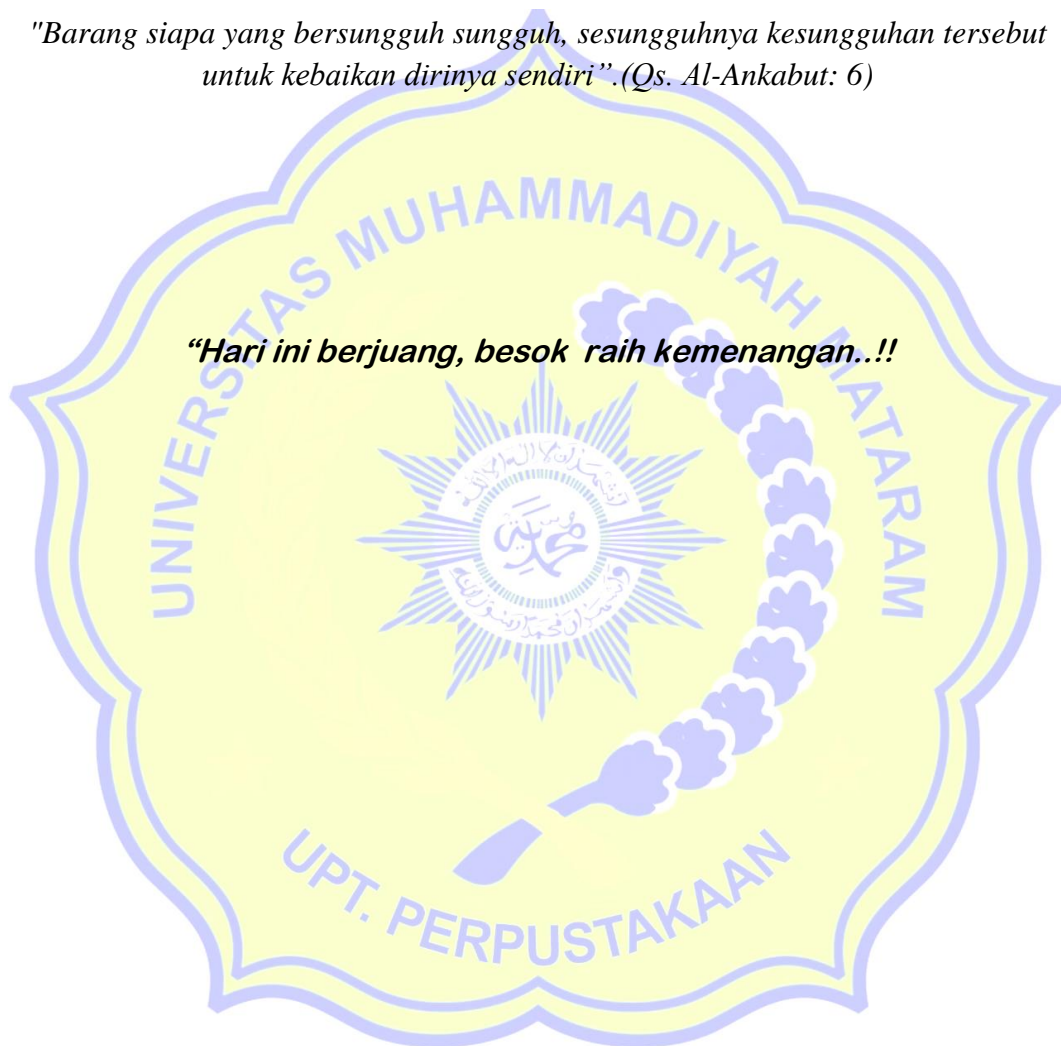 "Barang siapa yang bersungguh sungguh, sesungguhnya kesungguhan tersebut
untuk kebaikan dirinya sendiri”.(Qs. Al-Ankabut: 6)
UNIVERSITAS MUHAMMADIYAH MATARAM
“Hari ini berjuang, besok raih kemenangan..!!
UPT. PERPUSTAKAAN